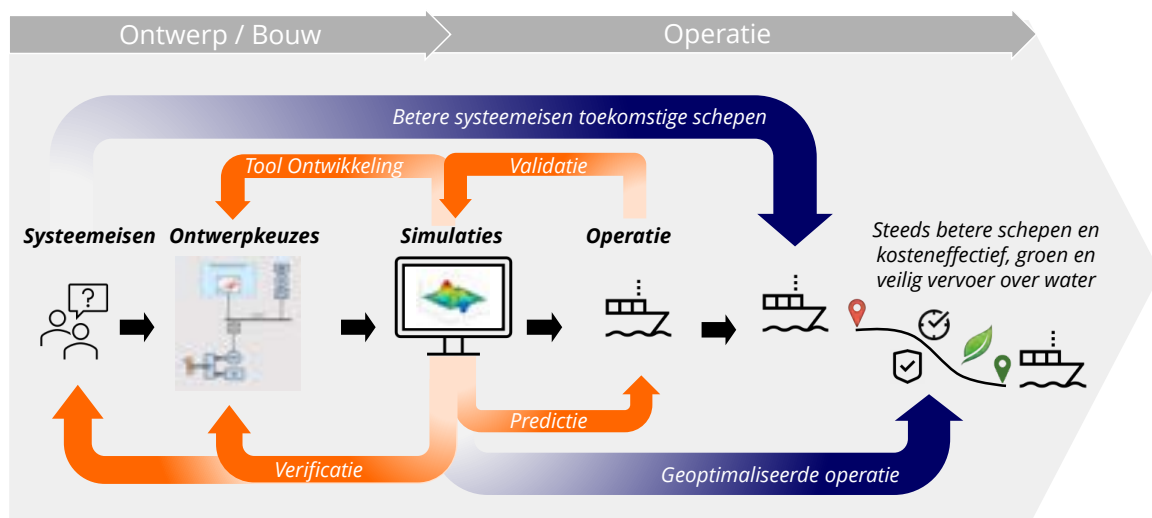 Ontwerp / Bouw
Operatie
Betere systeemeisen toekomstige schepen
Tool Ontwikkeling
Validatie
Systeemeisen
Ontwerpkeuzes
Simulaties
Operatie
Steeds betere schepen en
kosteneffectief, groen en
veilig vervoer over water
?
Predictie
Verificatie
Geoptimaliseerde operatie